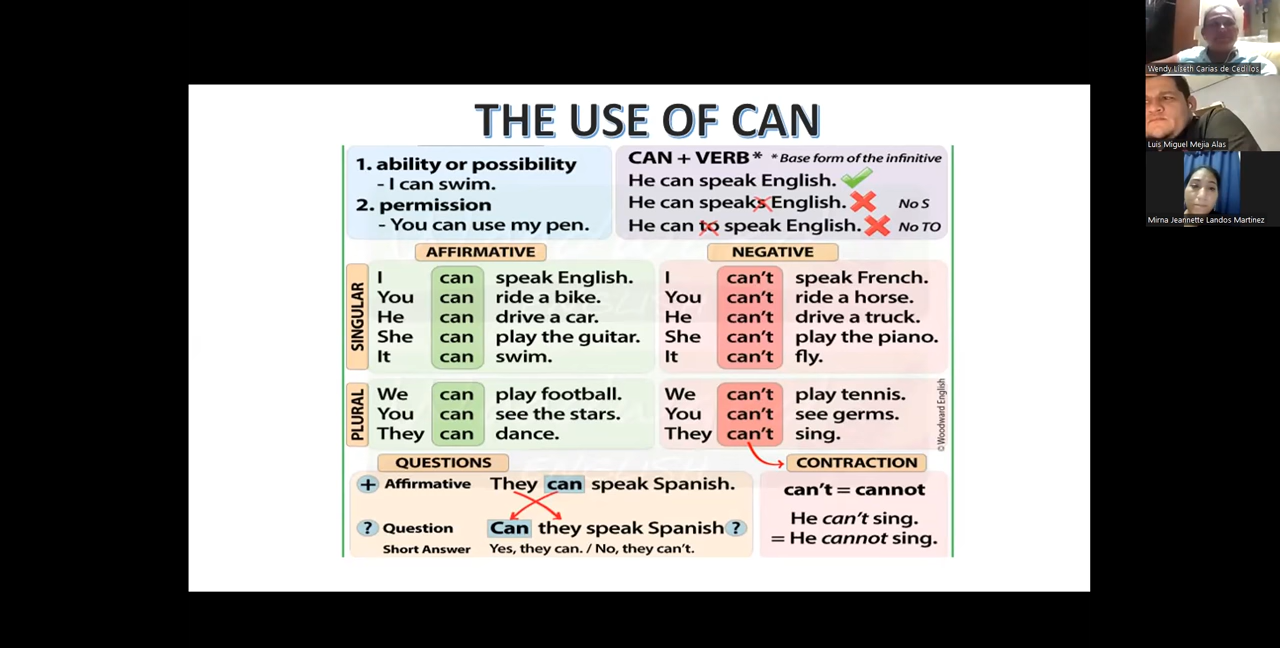 THE USE OF CAN
1. ability or possibility
- I can swim.
2. permission
- You can use my pen.
CAN + VERB* * Base form of the infinitive
He can speak English.
He can speaks English. No S
He can to speak English. No TO
AFFIRMATIVE
SINGULAR
I can speak English.
You can ride a bike.
He can drive a car.
She can play the guitar.
It can swim.
PLURAL
We can play football.
You can see the stars.
They can dance.
NEGATIVE
I can't speak French.
You can't ride a horse.
He can't drive a truck.
She can't play the piano.
It can't fly.
We can't play tennis.
You can't see germs.
They can't sing.
© Woodward English
QUESTIONS
+ Affirmative They can speak Spanish.
? Question Can they speak Spanish ?
Short Answer Yes, they can. / No, they can't.
CONTRACTION
can't = cannot
He can't sing.
= He cannot sing.
Wendy Liseth Carias de Cedillos
Luis Miguel Mejia Alas
Mirna Jeannette Landos Martinez